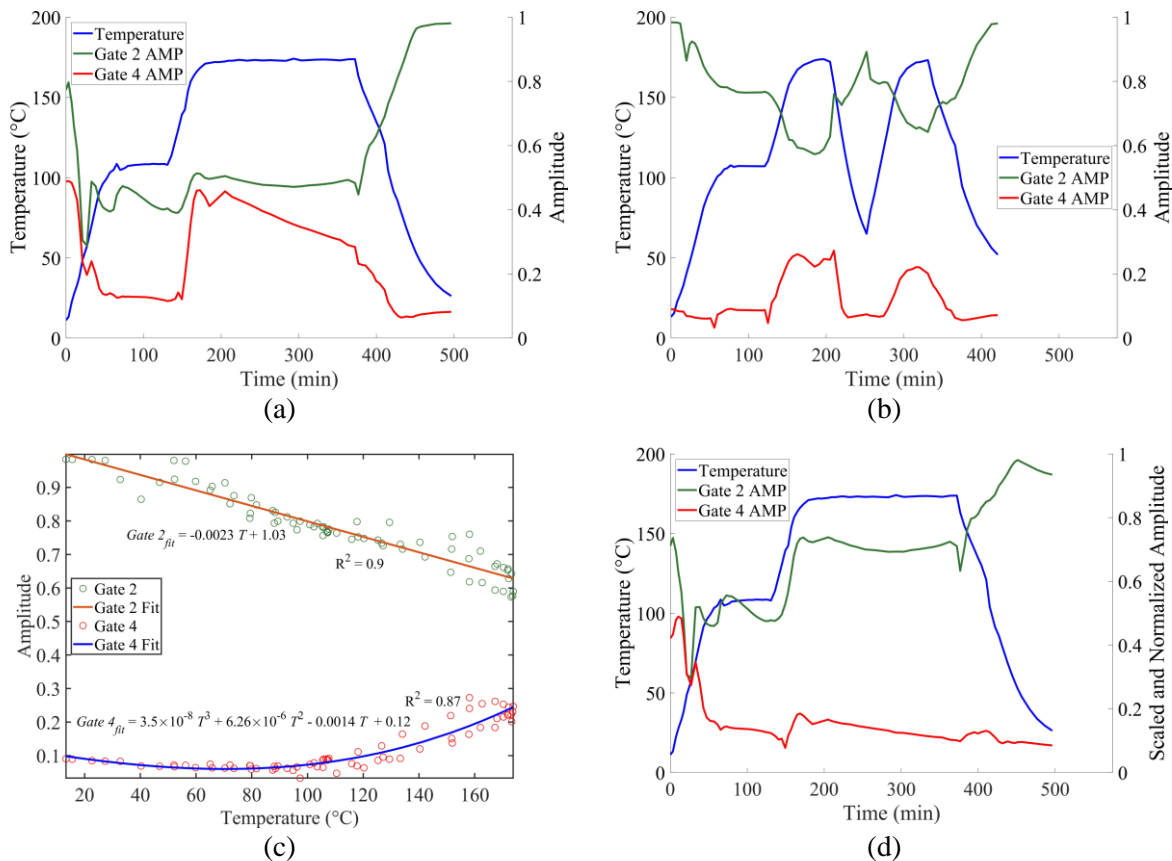 200
150
100
50
0
Temperature (°C)
Temperature
Gate 2 AMP
Gate 4 AMP
1
0.8
0.6
0.4
0.2
0
Amplitude
0 100 200 300 400 500
Time (min)
(a)
200
150
100
50
0
Temperature (°C)
Temperature
Gate 2 AMP
Gate 4 AMP
1
0.8
0.6
0.4
0.2
0
Amplitude
0 100 200 300 400 500
Time (min)
(b)
0.9
0.8
0.7
0.6
0.5
0.4
0.3
0.2
0.1
Amplitude
Gate 2fit = -0.0023 T + 1.03
R² = 0.9
Gate 2
Gate 2 Fit
Gate 4
Gate 4 Fit
R² = 0.87
Gate 4fit = 3.5×10⁻⁸ T³ + 6.26×10⁻⁶ T² - 0.0014 T + 0.12
20 40 60 80 100 120 140 160
Temperature (°C)
(c)
200
150
100
50
0
Temperature (°C)
Temperature
Gate 2 AMP
Gate 4 AMP
1
0.8
0.6
0.4
0.2
0
Scaled and Normalized Amplitude
0 100 200 300 400 500
Time (min)
(d)